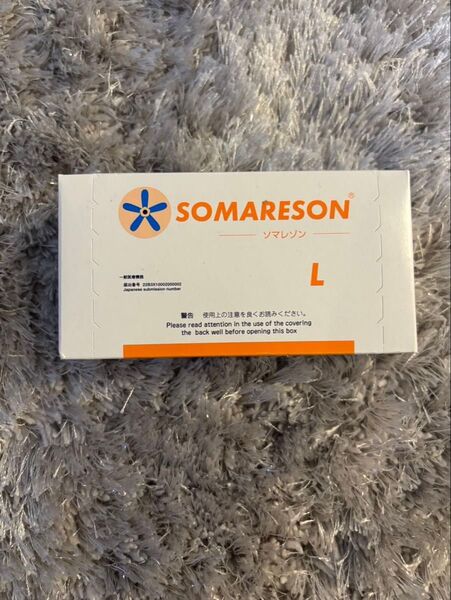 SOMARESON®
ソマレゾン
一般医療機器
届出番号 22B3X10002000002
Japanese submission number
L
警告 使用上の注意を良くお読みください。
Please read attention in the use of the covering
the back well before opening this box